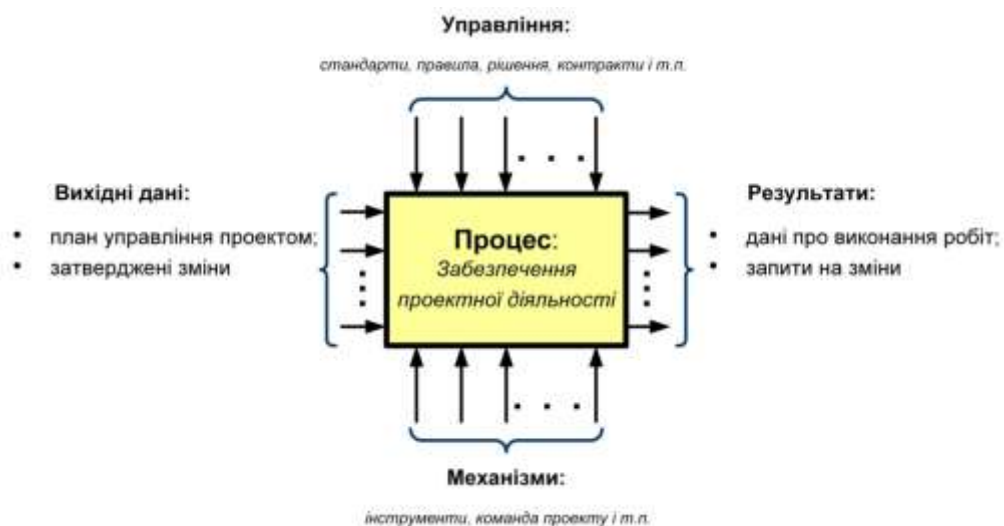 Управління:
стандарти, правила, рішення, контракти і т.п.
Вихідні дані:
• план управління проектом;
• затверджені зміни
Процес:
Забезпечення
проектної діяльності
Результати:
• дані про виконання робіт;
• запити на зміни
Механізми:
інструменти, команда проекту і т.п.